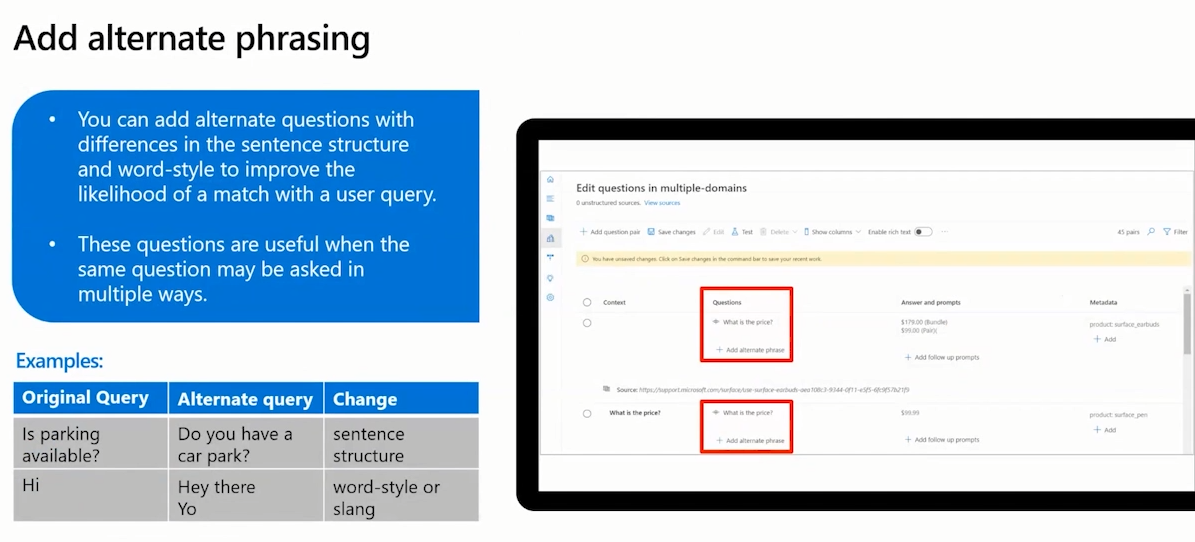 Add alternate phrasing
• You can add alternate questions with
differences in the sentence structure
and word-style to improve the
likelihood of a match with a user query.
• These questions are useful when the
same question may be asked in
multiple ways.
Examples:
Original Query Alternate query Change
Is parking available? Do you have a car park? sentence structure
Hi Hey there Yo word-style or slang
Edit questions in multiple-domains
0 unstructured sources. View sources
+ Add question pair Save changes Edit Test Delete Show columns Enable rich text ... 45 pairs Filter
You have unsaved changes. Click on Save changes in the command bar to save your recent work.
Context Questions Answer and prompts Metadata
What is the price? $179.00 (Bundle) product: surface_earbuds
$99.00 (Pair)(
+ Add
+ Add alternate phrase + Add follow up prompts
Source: https://support.microsoft.com/surface/use-surface-earbuds-
What is the price? What is the price? $99.99 product: surface_pen
+ Add
+ Add alternate phrase + Add follow up prompts